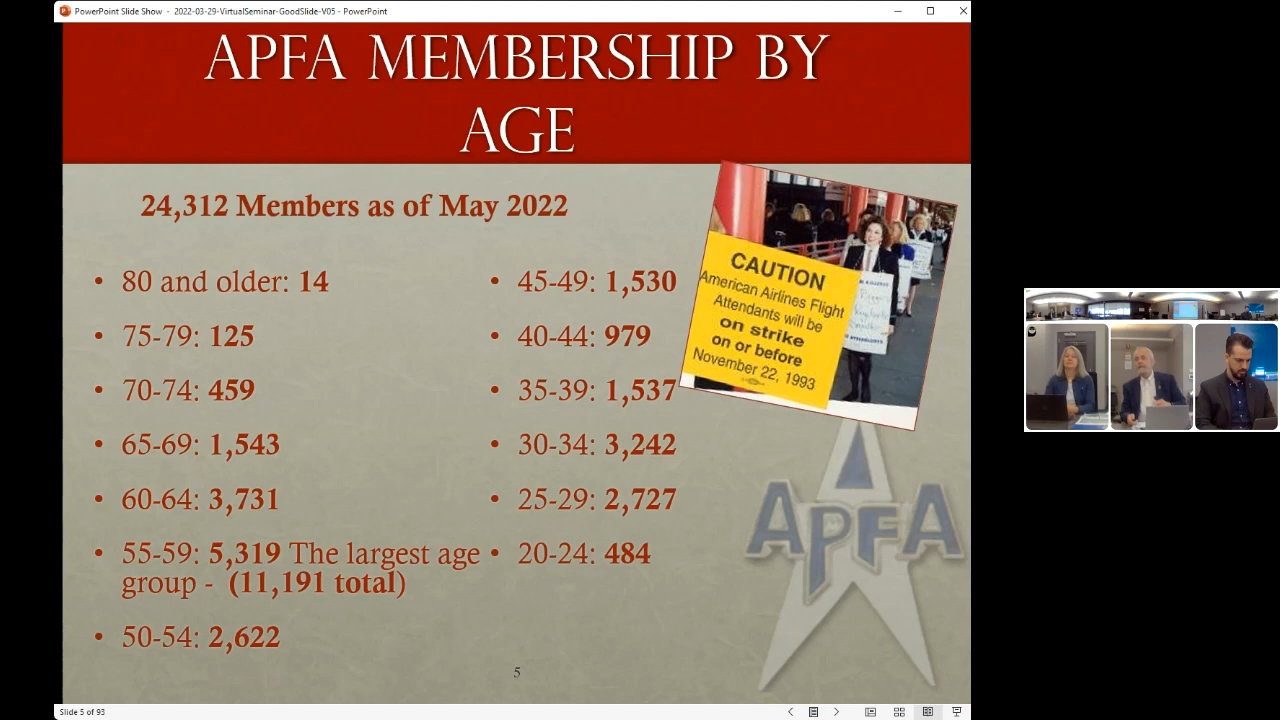 PowerPoint Slide Show - 2022-03-29-VirtualSeminar-GoodSlide-V05 - PowerPoint
APFA MEMBERSHIP BY
AGE
24,312 Members as of May 2022
• 80 and older: 14
• 75-79: 125
• 70-74: 459
• 65-69: 1,543
• 60-64: 3,731
• 55-59: 5,319 The largest age
group - (11,191 total)
• 50-54: 2,622
• 45-49: 1,530
• 40-44: 979
• 35-39: 1,537
• 30-34: 3,242
• 25-29: 2,727
• 20-24: 484
CAUTION
American Airlines Flight
Attendants will be
on strike
on or before
November 22, 1993
APFA
5
Slide 5 of 93